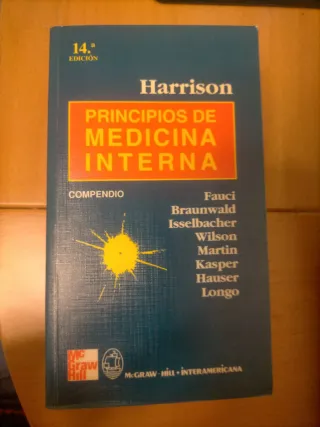 14.ª
EDICIÓN
Harrison
PRINCIPIOS DE
MEDICINA
INTERNA
COMPENDIO
Fauci
Braunwald
Isselbacher
Wilson
Martin
Kasper
Hauser
Longo
Mc
Graw
Hill
McGRAW-HILL • INTERAMERICANA